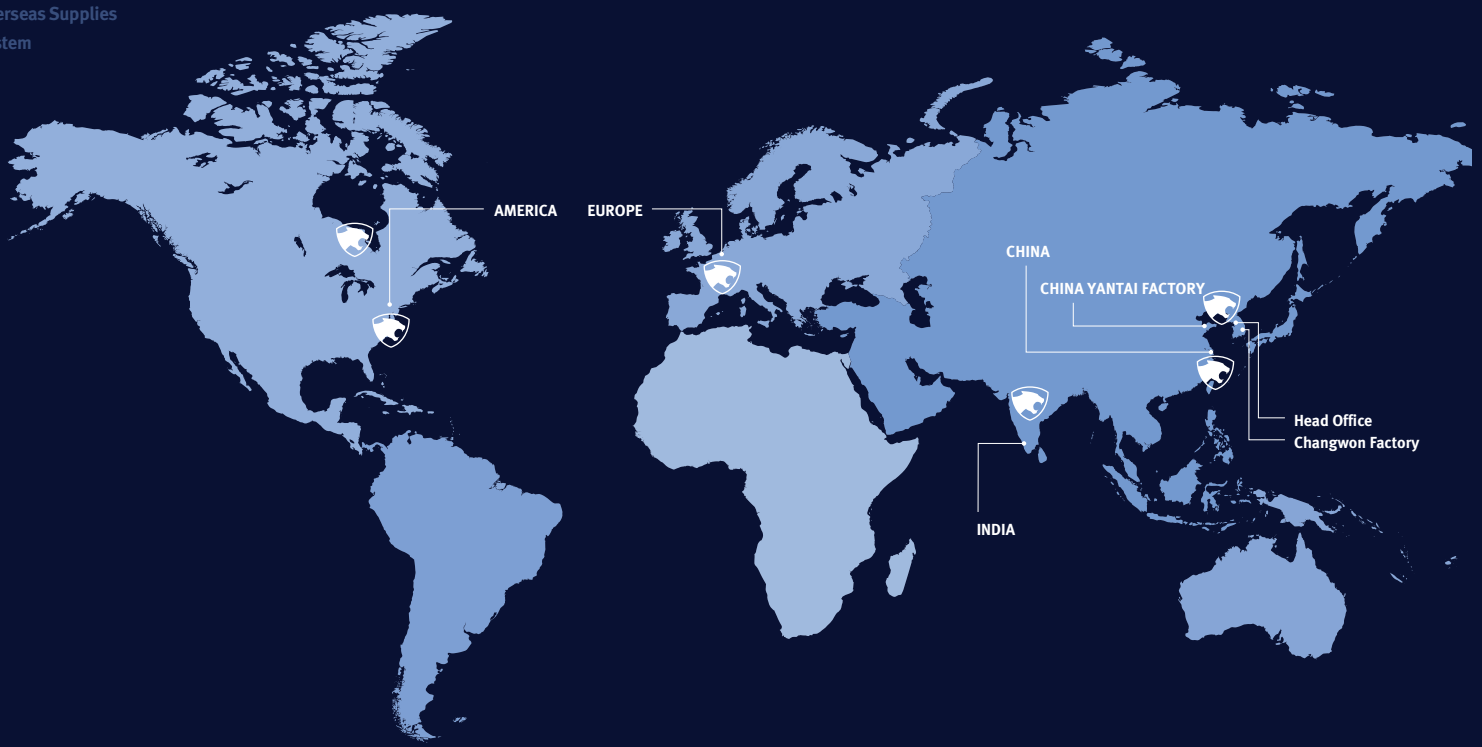 erseas Supplies
stem
AMERICA
EUROPE
CHINA
CHINA YANTAI FACTORY
Head Office
Changwon Factory
INDIA